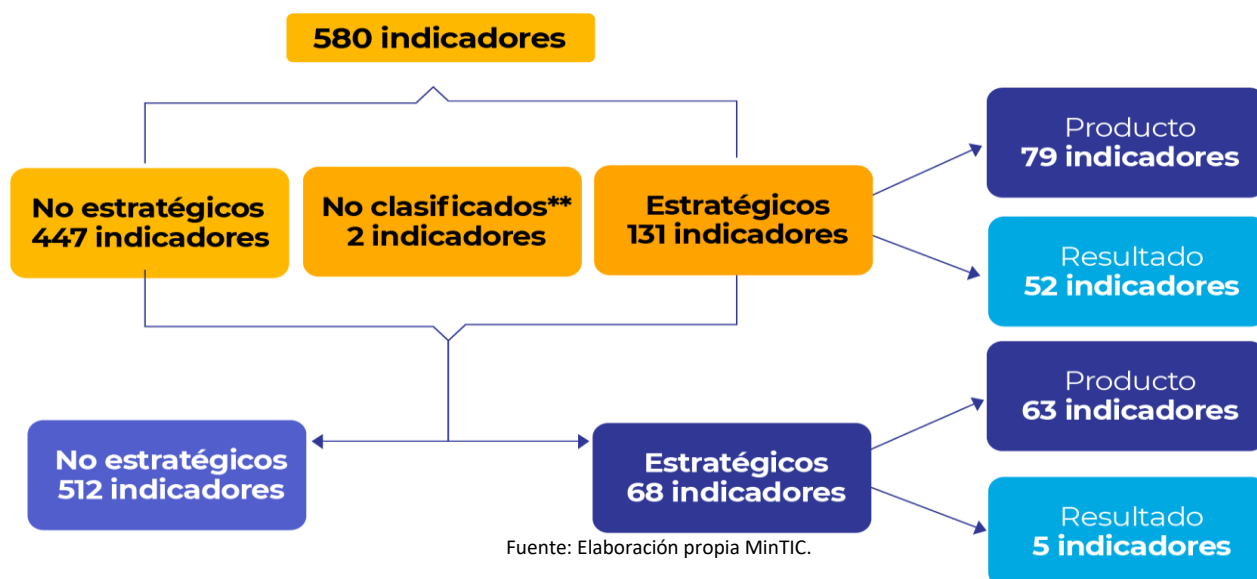 580 indicadores
No estratégicos
447 indicadores
No clasificados**
2 indicadores
Estratégicos
131 indicadores
Producto
79 indicadores
Resultado
52 indicadores
No estratégicos
512 indicadores
Estratégicos
68 indicadores
Producto
63 indicadores
Resultado
5 indicadores
Fuente: Elaboración propia MinTIC.